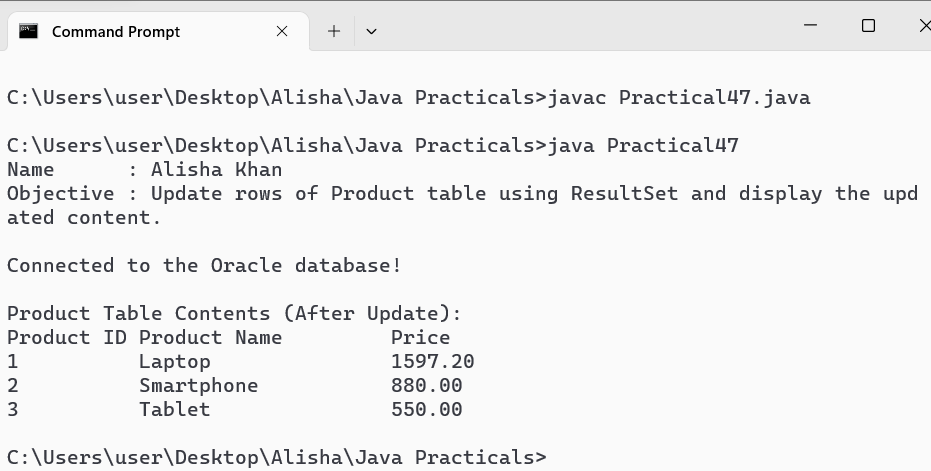 Command Prompt
C:\Users\user\Desktop\Alisha\Java Practicals>javac Practical47.java
C:\Users\user\Desktop\Alisha\Java Practicals>java Practical47
Name      : Alisha Khan
Objective : Update rows of Product table using ResultSet and display the upd
ated content.
Connected to the Oracle database!
Product Table Contents (After Update):
Product ID Product Name         Price
1          Laptop               1597.20
2          Smartphone           880.00
3          Tablet               550.00
C:\Users\user\Desktop\Alisha\Java Practicals>